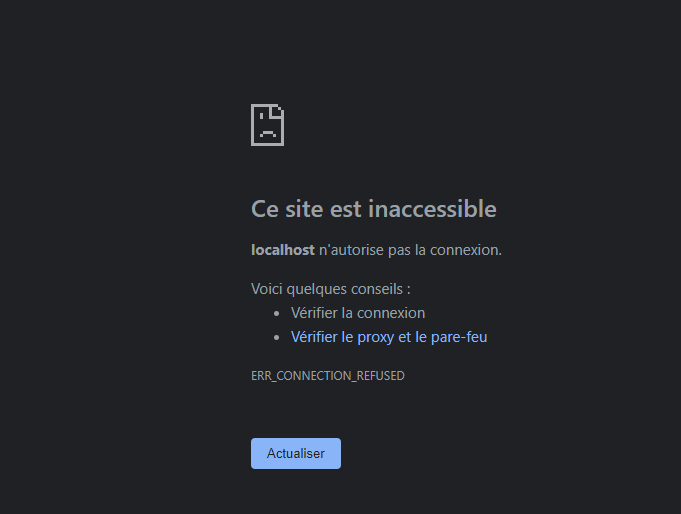 Ce site est inaccessible
localhost n'autorise pas la connexion.
Voici quelques conseils :
• Vérifier la connexion
• Vérifier le proxy et le pare-feu
ERR_CONNECTION_REFUSED
Actualiser